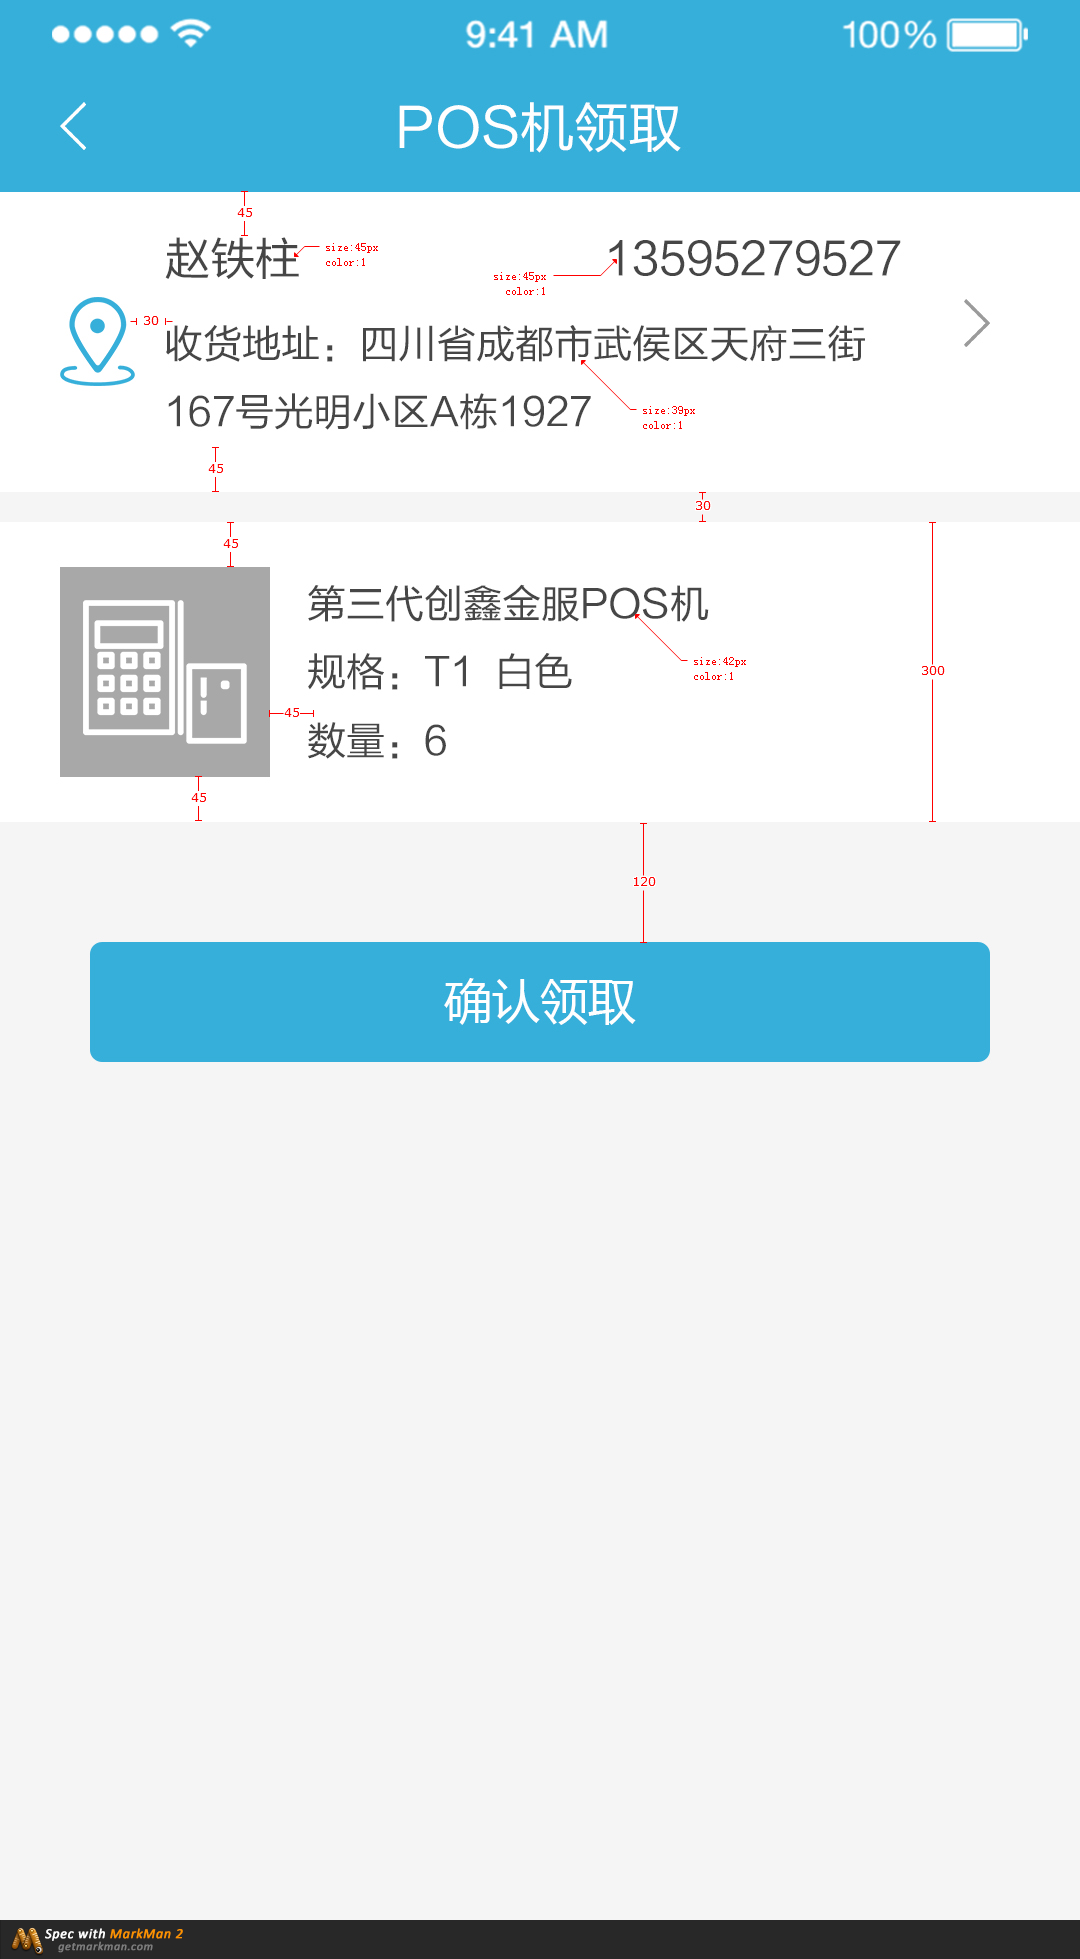 9:41 AM
100%
POS机领取
45
赵铁柱
size:45px
color:1
13595279527
size:45px
color:1
30
收货地址：四川省成都市武侯区天府三街
167号光明小区A栋1927
size:39px
color:1
45
30
45
第三代创鑫金服POS机
size:42px
color:1
规格：T1 白色
300
45
数量：6
45
120
确认领取
Spec with MarkMan 2
getmarkman.com